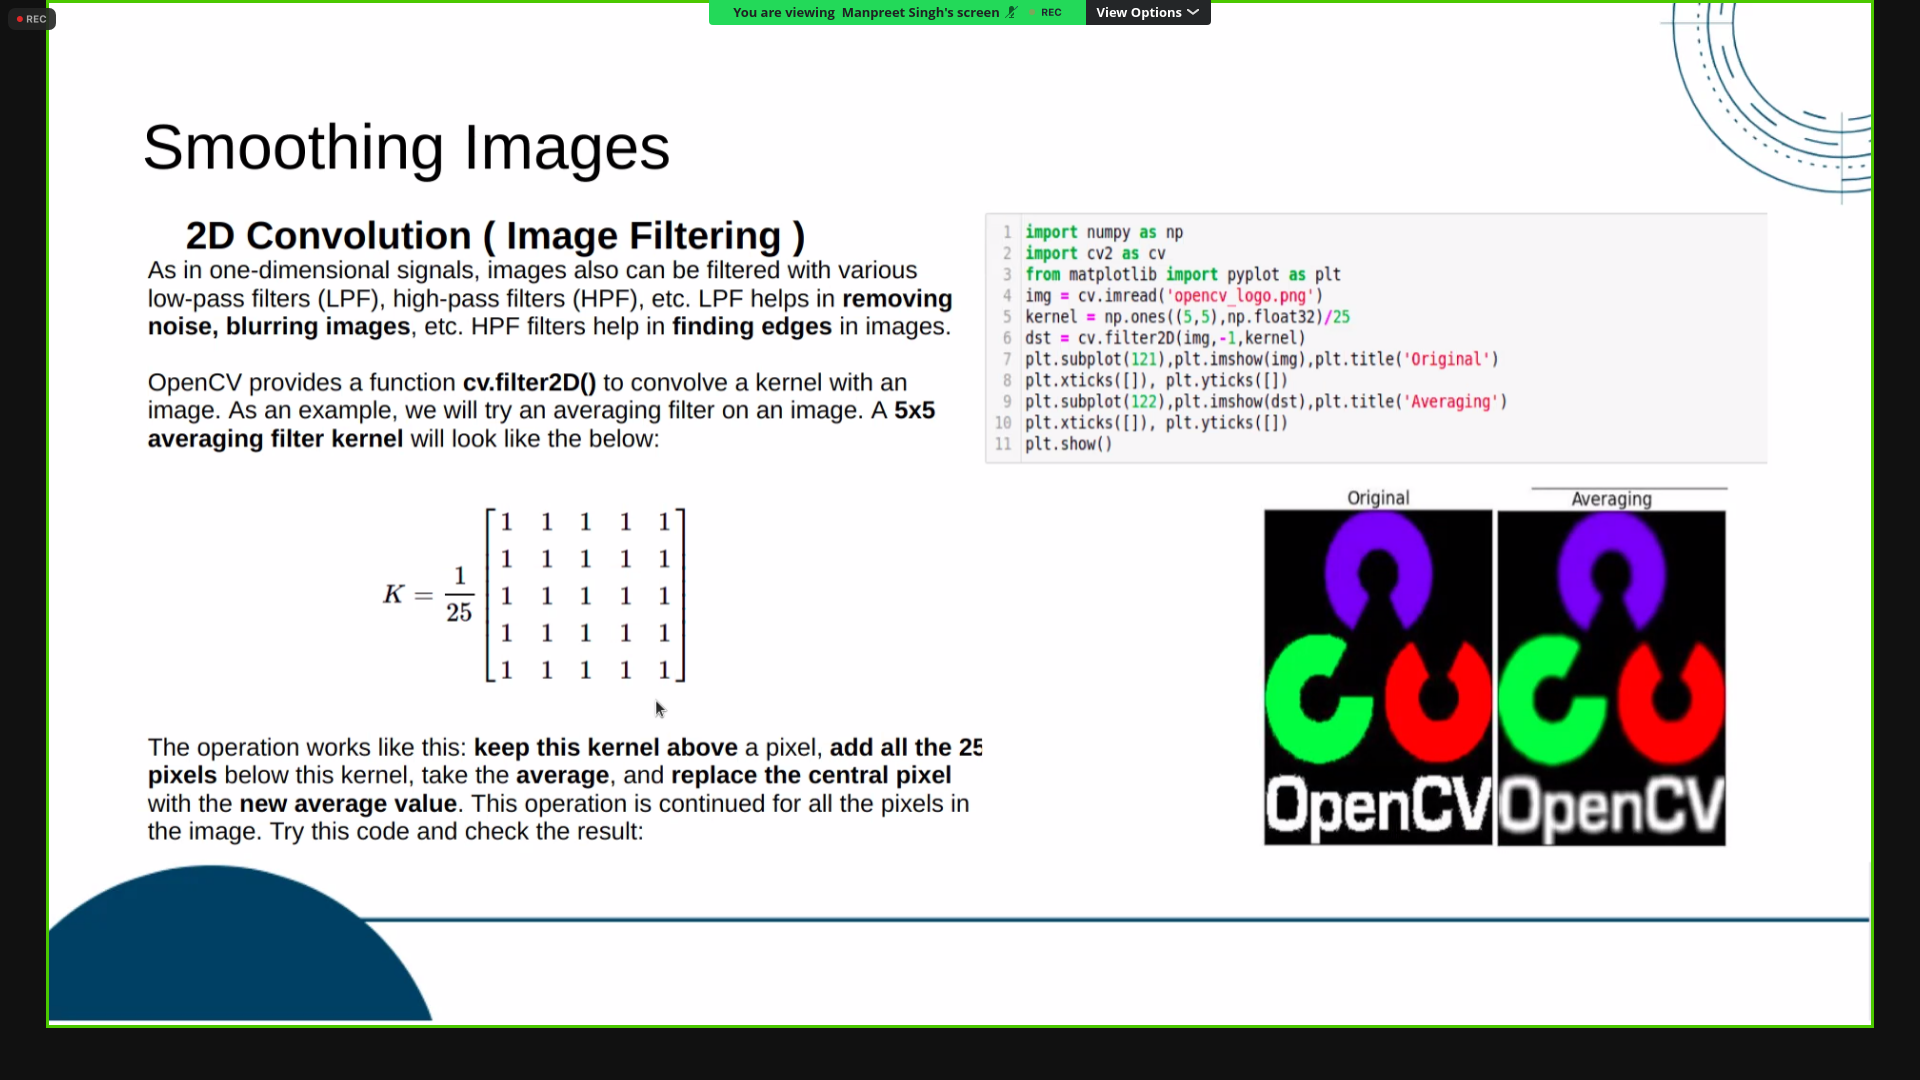 REC
You are viewing Manpreet Singh's screen REC View Options
Smoothing Images
2D Convolution ( Image Filtering )
As in one-dimensional signals, images also can be filtered with various
low-pass filters (LPF), high-pass filters (HPF), etc. LPF helps in removing
noise, blurring images, etc. HPF filters help in finding edges in images.
OpenCV provides a function cv.filter2D() to convolve a kernel with an
image. As an example, we will try an averaging filter on an image. A 5x5
averaging filter kernel will look like the below:
K = 1/25
1 1 1 1 1
1 1 1 1 1
1 1 1 1 1
1 1 1 1 1
1 1 1 1 1
The operation works like this: keep this kernel above a pixel, add all the 25
pixels below this kernel, take the average, and replace the central pixel
with the new average value. This operation is continued for all the pixels in
the image. Try this code and check the result:
1 import numpy as np
2 import cv2 as cv
3 from matplotlib import pyplot as plt
4 img = cv.imread('opencv_logo.png')
5 kernel = np.ones((5,5),np.float32)/25
6 dst = cv.filter2D(img,-1,kernel)
7 plt.subplot(121),plt.imshow(img),plt.title('Original')
8 plt.xticks([]), plt.yticks([])
9 plt.subplot(122),plt.imshow(dst),plt.title('Averaging')
10 plt.xticks([]), plt.yticks([])
11 plt.show()
Original Averaging
OpenCV OpenCV